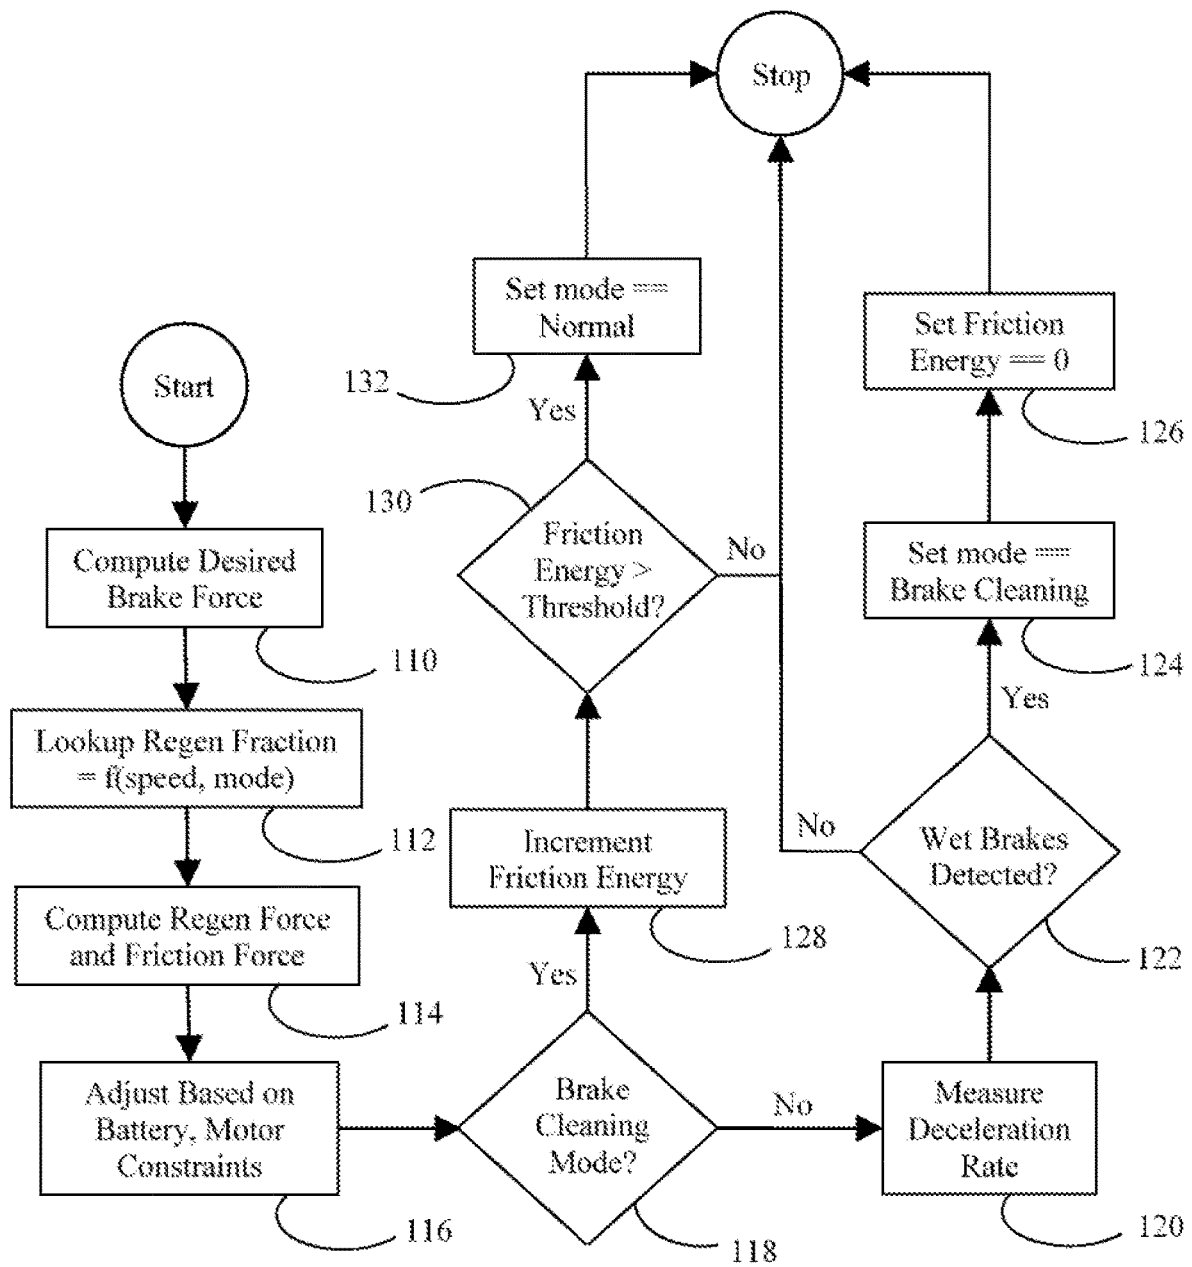 Stop
Set mode ==
Normal
132
Yes
Set Friction
Energy == 0
126
Start
130
Friction
Energy >
Threshold?
No
Set mode ==
Brake Cleaning
124
Yes
Compute Desired
Brake Force
110
Lookup Regen Fraction
= f(speed, mode)
112
Increment
Friction Energy
128
No
Wet Brakes
Detected?
122
Compute Regen Force
and Friction Force
114
Yes
Adjust Based on
Battery, Motor
Constraints
116
Brake
Cleaning
Mode?
118
No
Measure
Deceleration
Rate
120